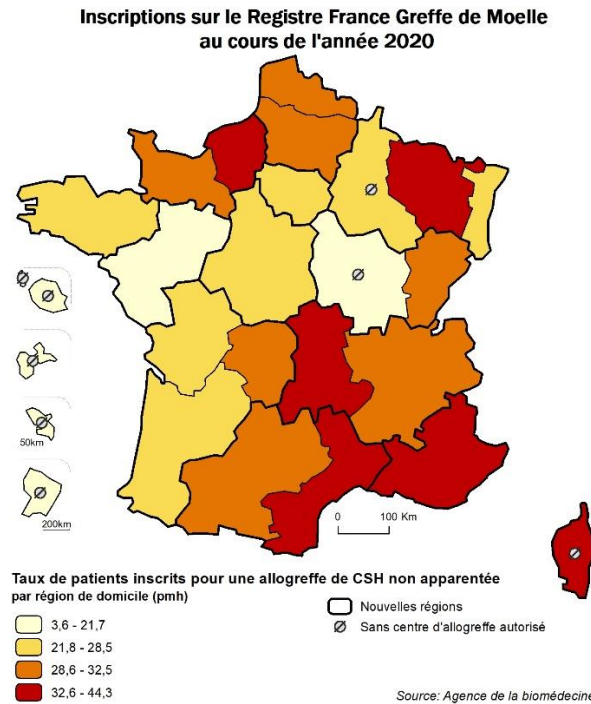 Inscriptions sur le Registre France Greffe de Moelle
au cours de l'année 2020
50km
200km
0 100 Km
Taux de patients inscrits pour une allogreffe de CSH non apparentée
par région de domicile (pmh)
3,6 - 21,7
21,8 - 28,5
28,6 - 32,5
32,6 - 44,3
Nouvelles régions
Sans centre d'allogreffe autorisé
Source: Agence de la biomédecine